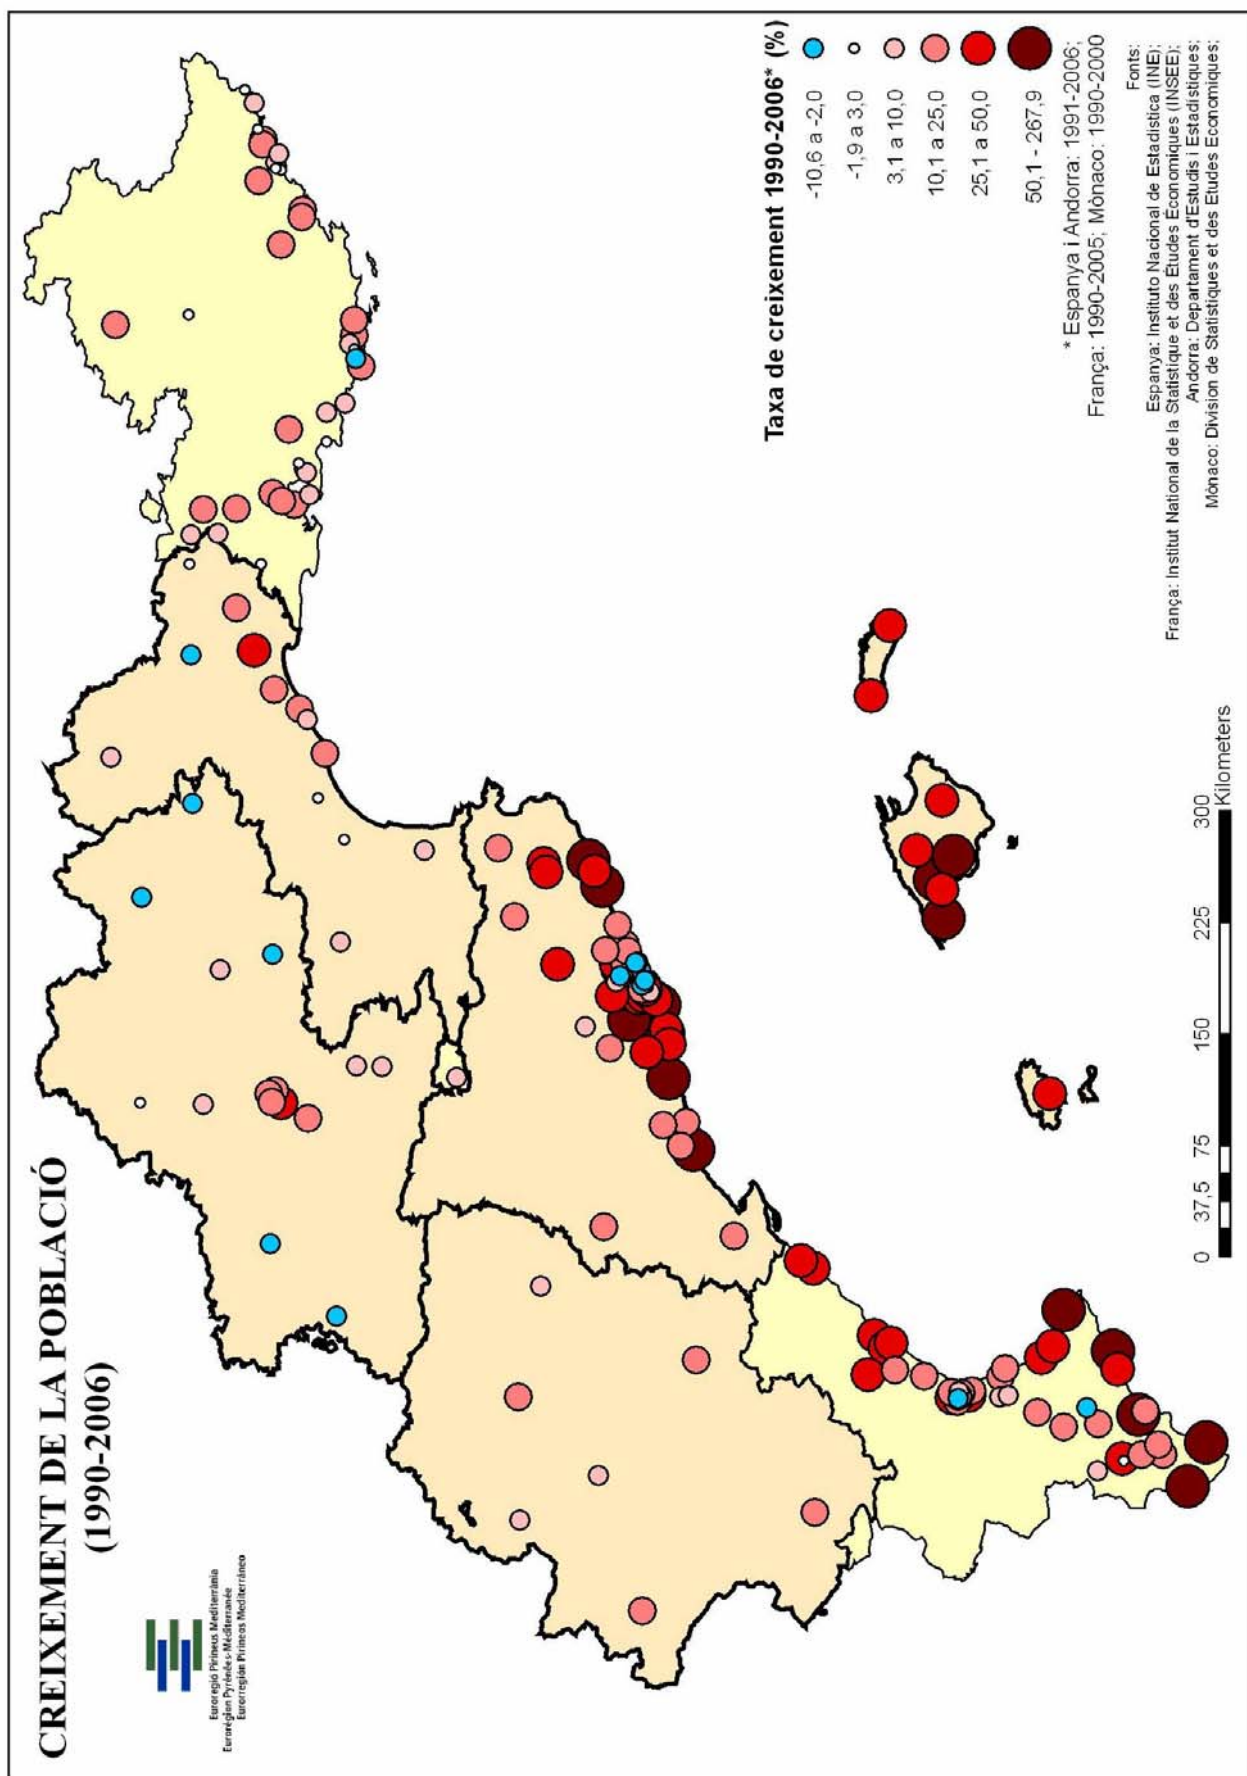 CREIXEMENT DE LA POBLACIÓ
(1990-2006)
Euroregió Pirineus Mediterrània
Eurorégion Pyrénées-Méditerranée
Eurorregión Pirineos Mediterráneo
Taxa de creixement 1990-2006* (%)
-10,6 a -2,0
-1,9 a 3,0
3,1 a 10,0
10,1 a 25,0
25,1 a 50,0
50,1 - 267,9
* Espanya i Andorra: 1991-2006;
França: 1990-2005; Mònaco: 1990-2000
Fonts:
Espanya: Instituto Nacional de Estadística (INE);
França: Institut National de la Statistique et des Études Économiques (INSEE);
Andorra: Departament d'Estudis i Estadístiques;
Mònaco: Division de Statistiques et des Etudes Economiques;
0 37,5 75 150 225 300
Kilometers